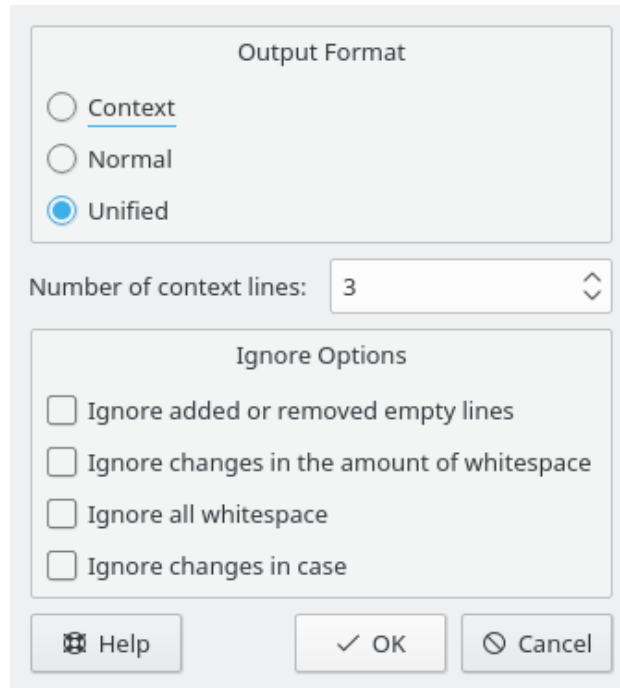 Output Format
Context
Normal
Unified
Number of context lines: 3
Ignore Options
Ignore added or removed empty lines
Ignore changes in the amount of whitespace
Ignore all whitespace
Ignore changes in case
Help OK Cancel